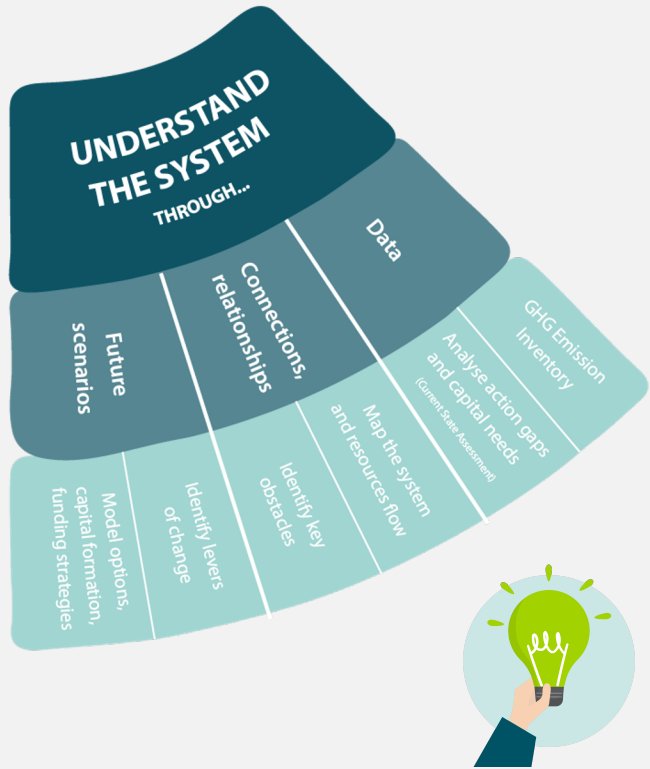 UNDERSTAND
THE SYSTEM
THROUGH...
Future
scenarios
Connections,
relationships
Data
Model options,
capital formation,
funding strategies
Identify levers
of change
Identify key
obstacles
Map the system
and resources flow
Analyse action gaps
and capital needs
(Current State Assessment)
GHG Emission
Inventory